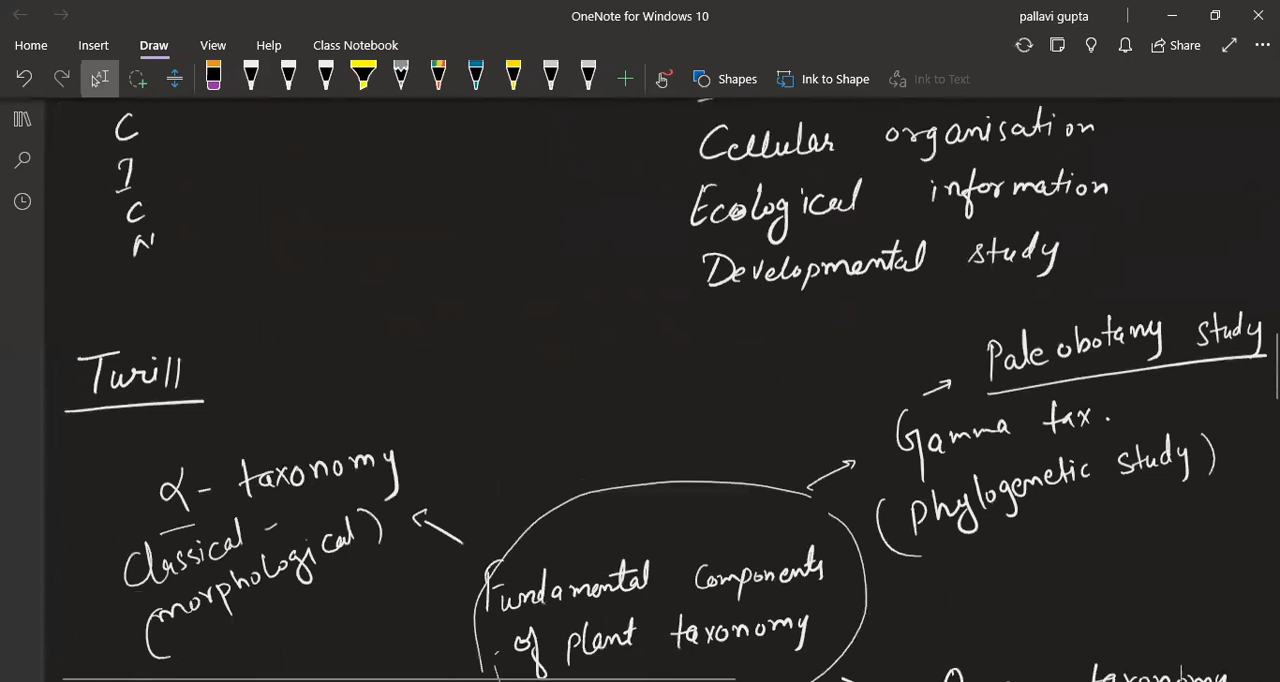 OneNote for Windows 10
pallavi gupta
Home Insert Draw View Help Class Notebook
Share
Shapes Ink to Shape Ink to Text
C
I
C
N
Cellular organisation
Ecological information
Developmental study
Turill
Paleobotany study
Gamma tax.
(phylogenetic study)
α- taxonomy
Classical -
(morphological)
Fundamental components
of plant taxonomy
taxonomy